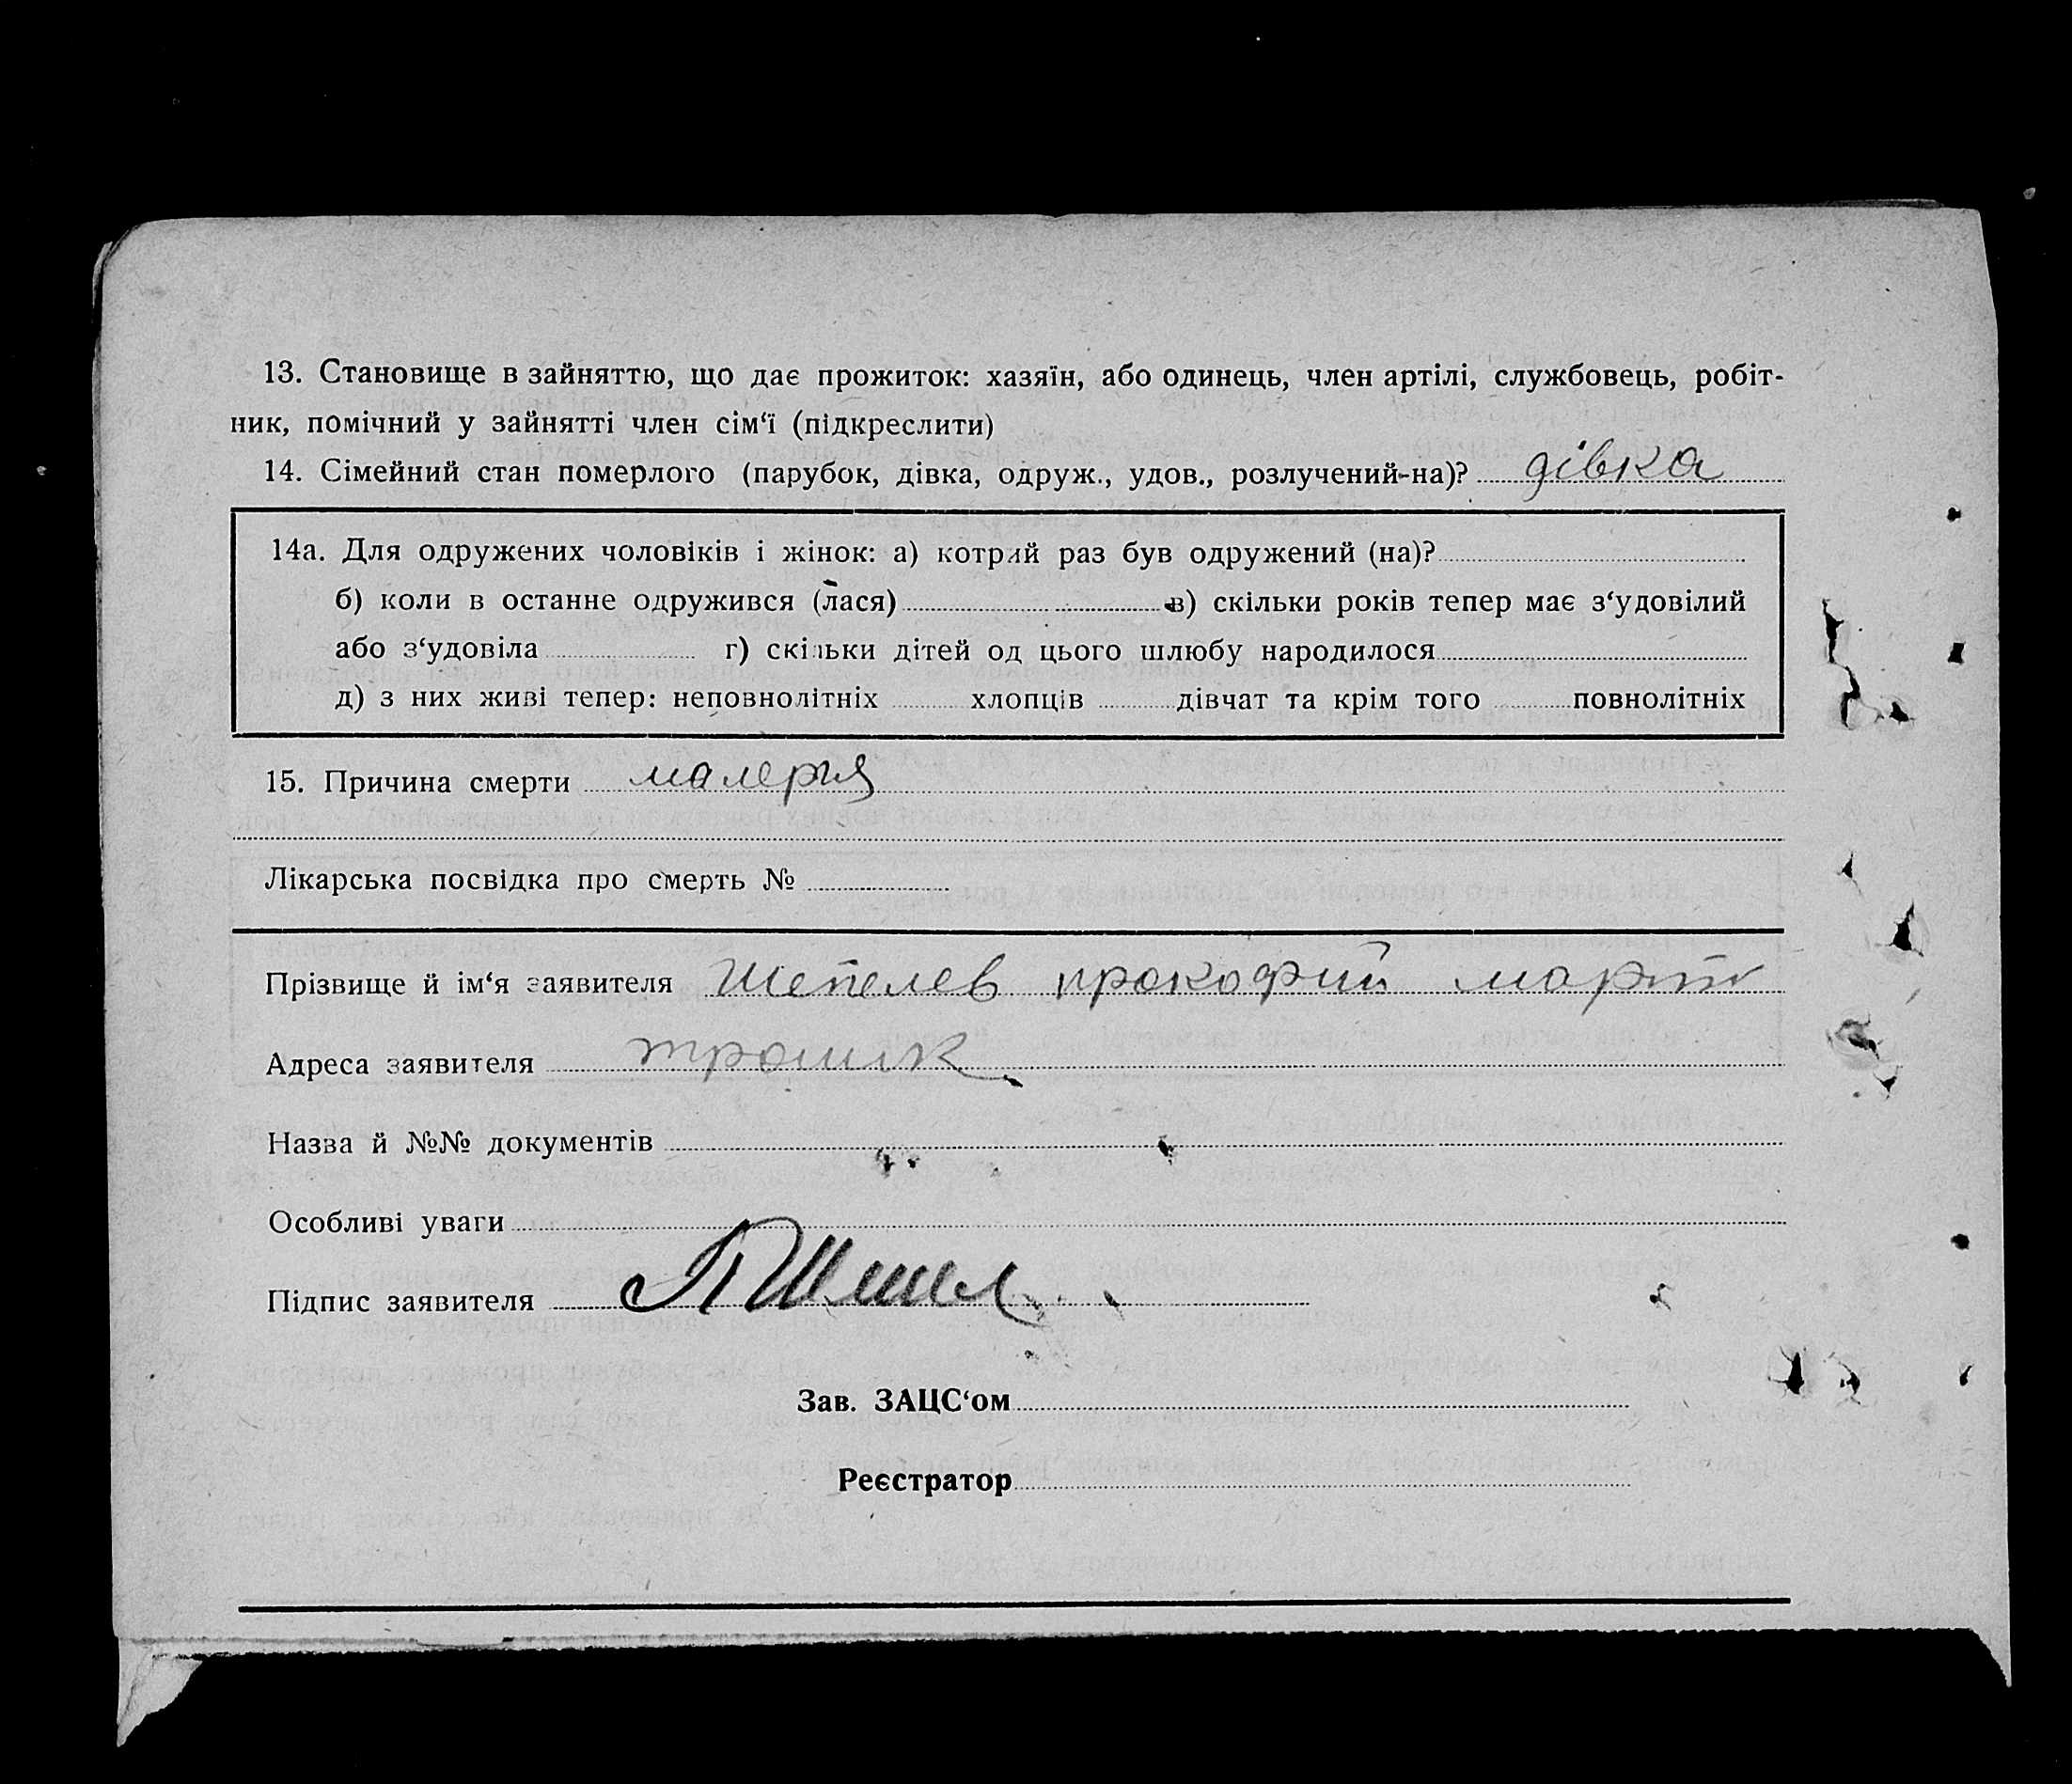 13. Становище в зайняттю, що дає прожиток: хазяїн, або одинець, член артілі, службовець, робіт-
ник, помічний у зайнятті член сім‘ї (підкреслити)
14. Сімейний стан померлого (парубок, дівка, одруж., удов., розлучений-на)? дівка
14а. Для одружених чоловіків і жінок: а) котрий раз був одружений (на)?
б) коли в останнє одружився (лася) в) скільки років тепер має з‘удовілий
або з‘удовіла г) скільки дітей од цього шлюбу народилося
д) з них живі тепер: неповнолітніх хлопців дівчат та крім того повнолітніх
15. Причина смерти малерия
Лікарська посвідка про смерть №
Прізвище й ім‘я заявителя Шепелев прокофий март
Адреса заявителя
Назва й №№ документів
Особливі уваги
Підпис заявителя
Зав. ЗАЦС‘ом
Реєстратор